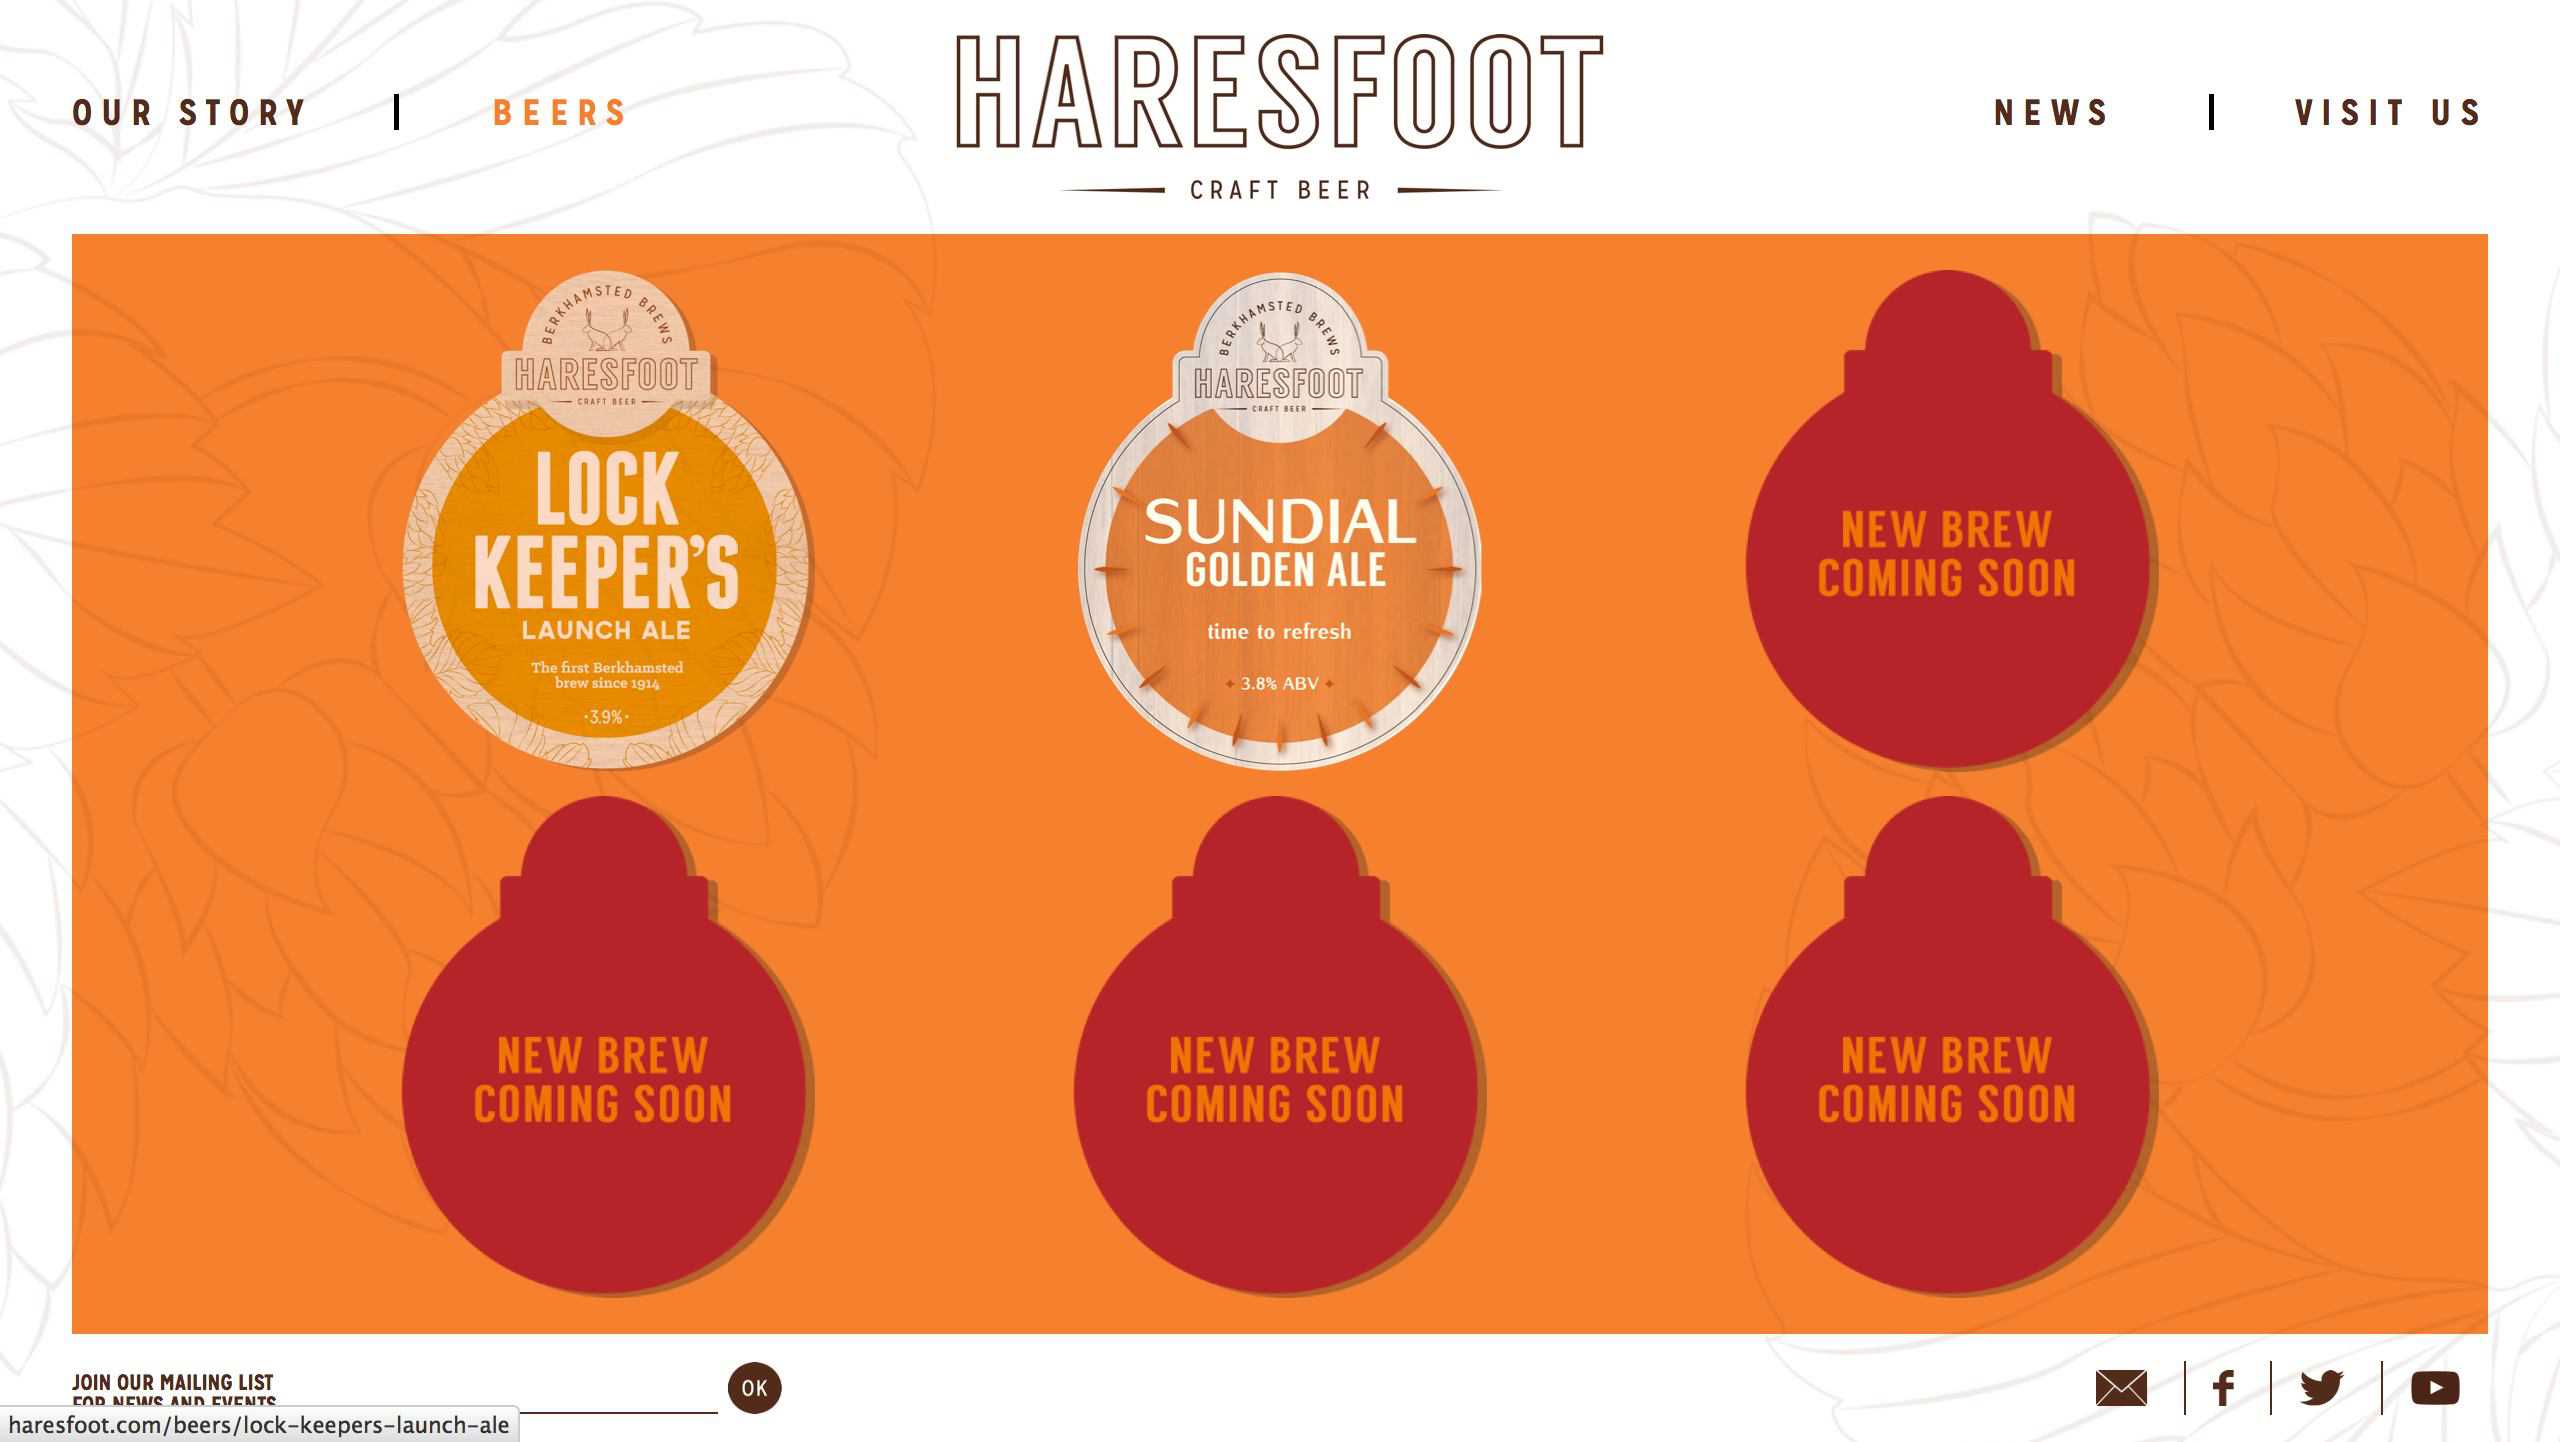 OUR STORY
BEERS
HARESFOOT
CRAFT BEER
NEWS
VISIT US
BERKHAMSTED BREWS
HARESFOOT
CRAFT BEER
LOCK
KEEPER'S
LAUNCH ALE
The first Berkhamsted
brew since 1914
·3.9%·
BERKHAMSTED BREWS
HARESFOOT
CRAFT BEER
SUNDIAL
GOLDEN ALE
time to refresh
3.8% ABV
NEW BREW
COMING SOON
NEW BREW
COMING SOON
NEW BREW
COMING SOON
NEW BREW
COMING SOON
JOIN OUR MAILING LIST
FOR NEWS AND EVENTS
OK
haresfoot.com/beers/lock-keepers-launch-ale